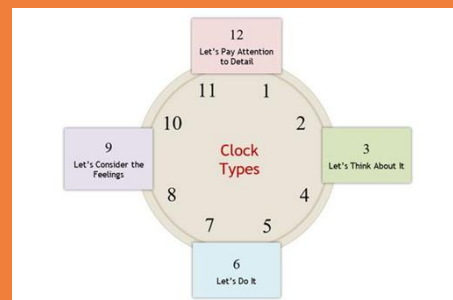 12
Let's Pay Attention
to Detail
11
1
10
2
9
Let's Consider the
Feelings
Clock
Types
3
Let's Think About It
8
4
7
5
6
Let's Do It